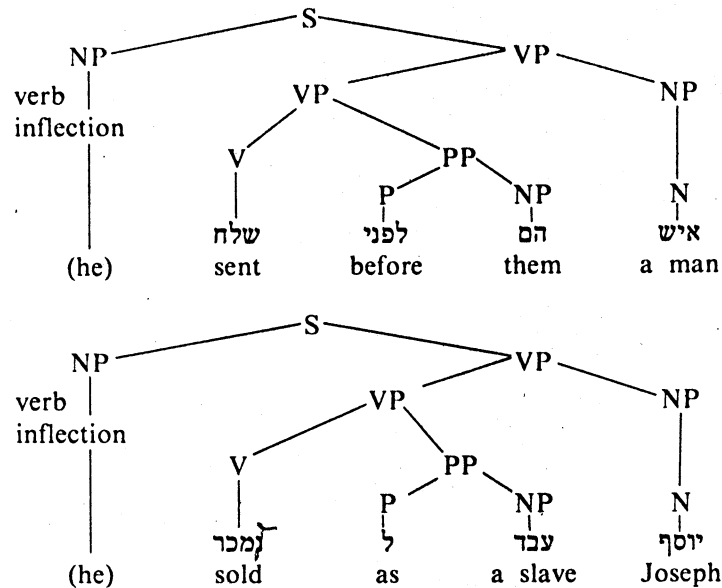 S
NP VP
verb VP NP
inflection
V PP
P NP N
שלח לפני הם איש
(he) sent before them a man
S
NP VP
verb VP NP
inflection
V PP
P NP N
נמכר ל עבד יוסף
(he) sold as a slave Joseph